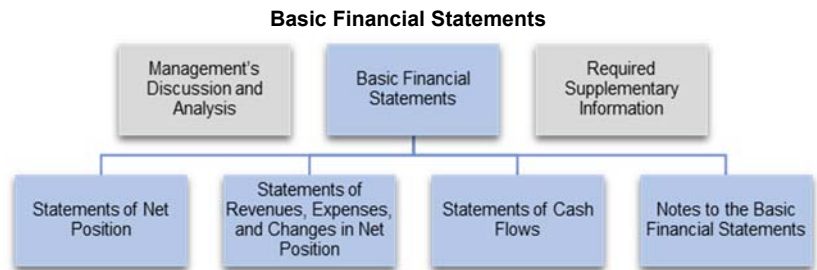 Basic Financial Statements
Management's
Discussion and
Analysis
Basic Financial
Statements
Required
Supplementary
Information
Statements of Net
Position
Statements of
Revenues, Expenses,
and Changes in Net
Position
Statements of Cash
Flows
Notes to the Basic
Financial Statements